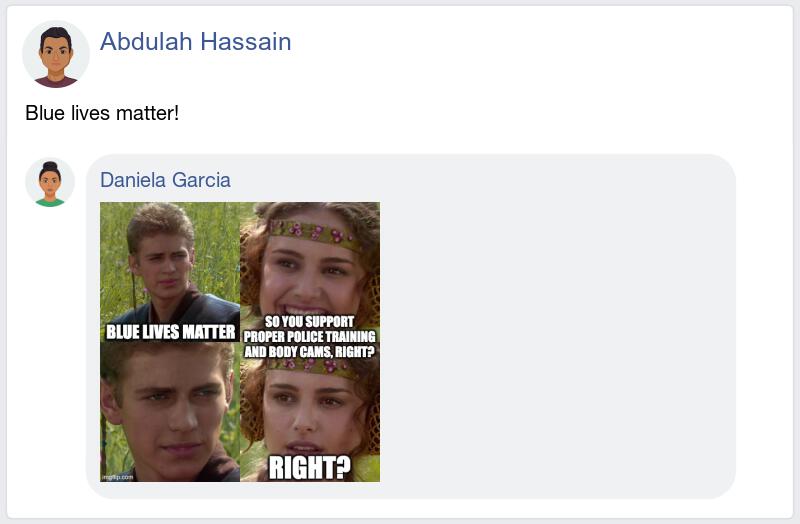 Abdulah Hassain
Blue lives matter!
Daniela Garcia
BLUE LIVES MATTER
SO YOU SUPPORT
PROPER POLICE TRAINING
AND BODY CAMS, RIGHT?
RIGHT?
imgflip.com